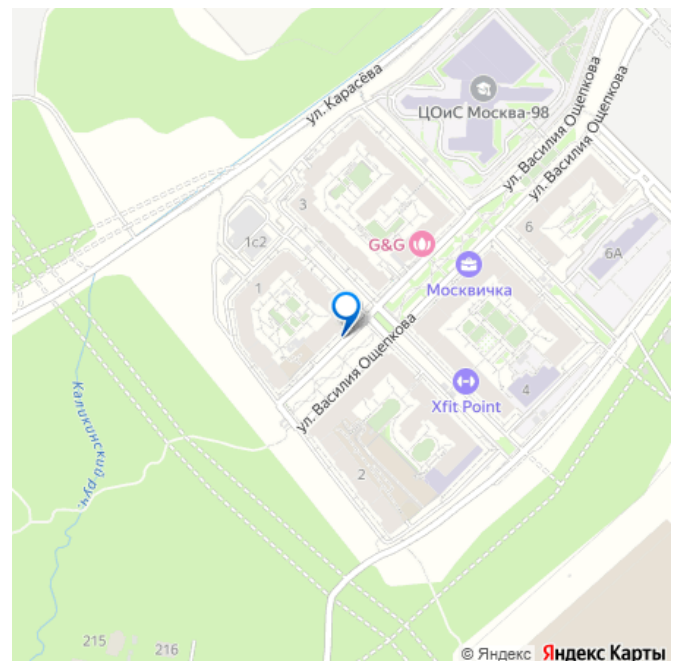 ул. Карасёва
ЦОиС Москва-98
ул. Василия Ощепкова
ул. Василия Ощепкова
3
1с2
G&G
6
6А
Москвичка
1
ул. Василия Ощепкова
4
Xfit Point
Каликинский руч.
2
215
216
© Яндекс Яндекс Карты